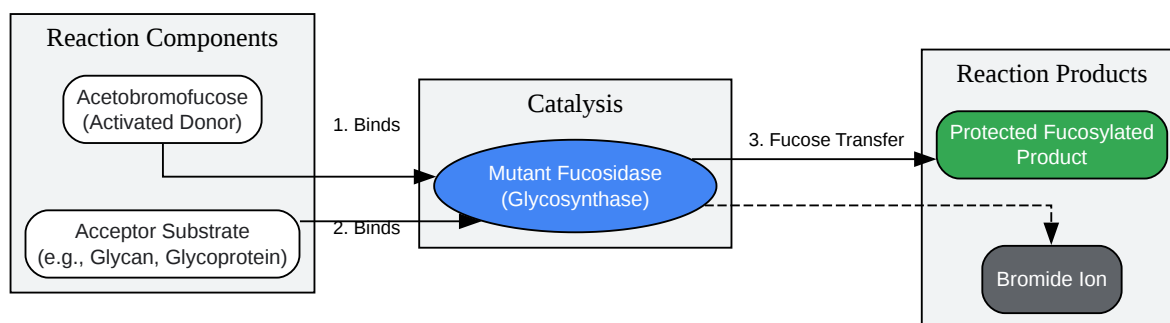 Reaction Components
Acetobromofucose
(Activated Donor)
Acceptor Substrate
(e.g., Glycan, Glycoprotein)
1. Binds
2. Binds
Catalysis
Mutant Fucosidase
(Glycosynthase)
3. Fucose Transfer
Reaction Products
Protected Fucosylated
Product
Bromide Ion